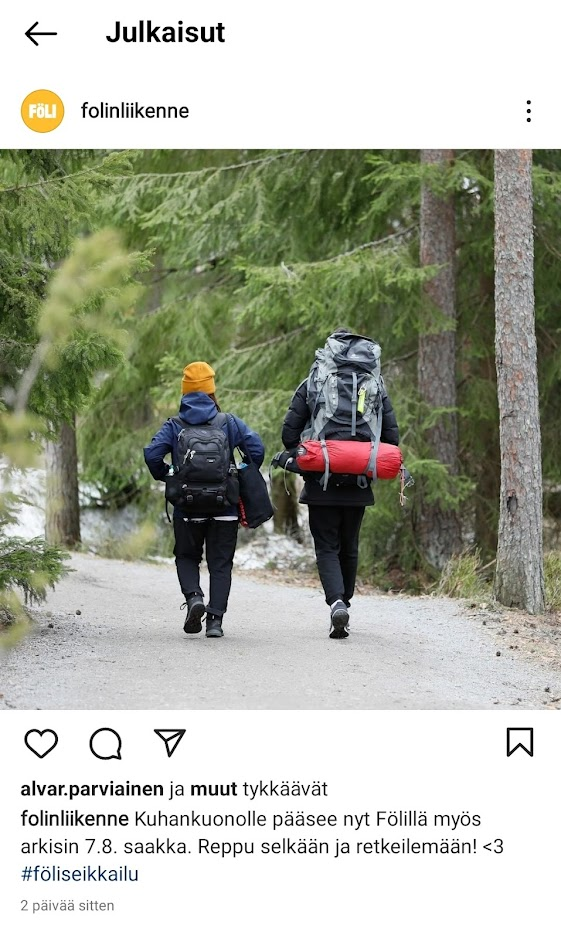 Julkaisut
FÖLI
folinliikenne
alvar.parviainen ja muut tykkäävät
folinliikenne Kuhankuonolle pääsee nyt Fölillä myös
arkisin 7.8. saakka. Reppu selkään ja retkeilemään! <3
#föliseikkailu
2 päivää sitten